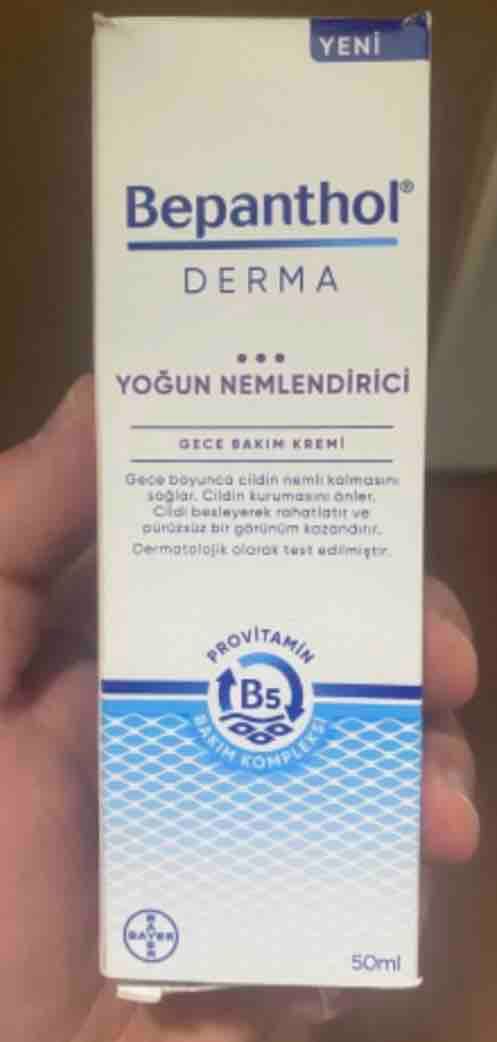 YENİ
Bepanthol®
DERMA
YOĞUN NEMLENDİRİCİ
GECE BAKIM KREMİ
Gece boyunca cildin nemli kalmasını
sağlar. Cildin kurumasını önler.
Cildi besleyerek rahatlatır ve
pürüzsüz bir görünüm kazandırır.
Dermatolojik olarak test edilmiştir.
PROVİTAMİN
B5
BAKIM KOMPLEKSİ
BAYER
BAYER
50ml